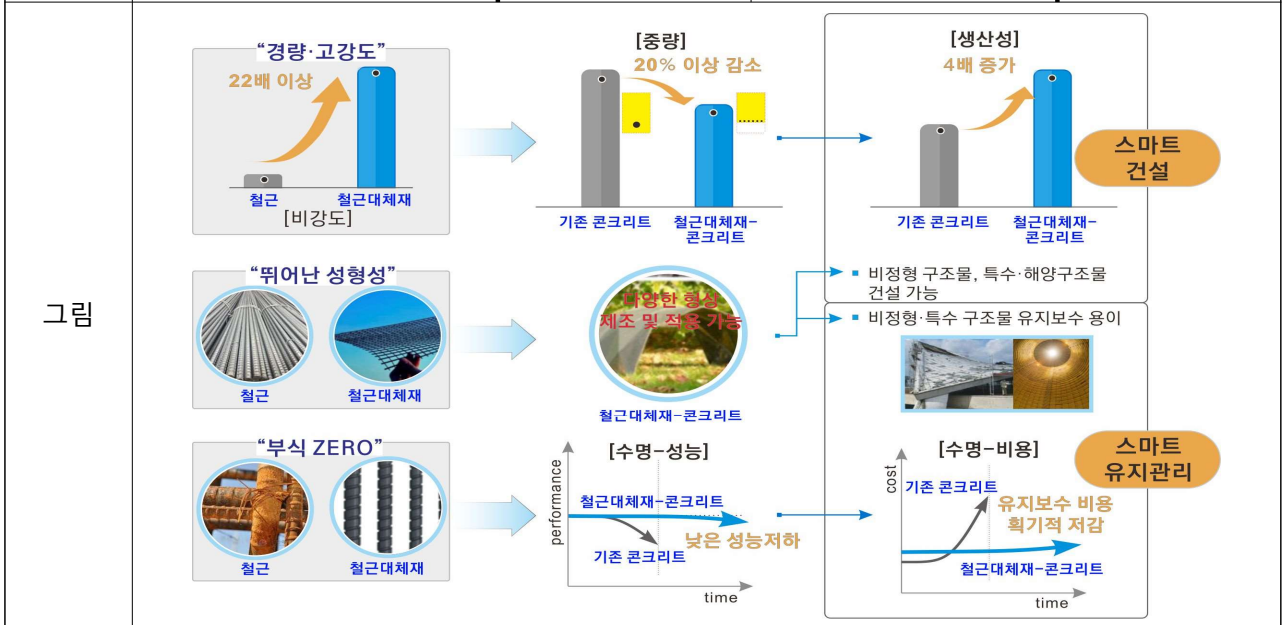 그림
“경량·고강도”
22배 이상
철근
철근대체재
[비강도]
[중량]
20% 이상 감소
기존 콘크리트
철근대체재-
콘크리트
[생산성]
4배 증가
기존 콘크리트
철근대체재-
콘크리트
스마트
건설
“뛰어난 성형성”
철근
철근대체재
다양한 형상
제조 및 적용 가능
철근대체재-콘크리트
▪ 비정형 구조물, 특수·해양구조물
건설 가능
▪ 비정형·특수 구조물 유지보수 용이
“부식 ZERO”
철근
철근대체재
[수명-성능]
performance
철근대체재-콘크리트
낮은 성능저하
기존 콘크리트
time
[수명-비용]
cost
기존 콘크리트
유지보수 비용
획기적 저감
철근대체재-콘크리트
time
스마트
유지관리